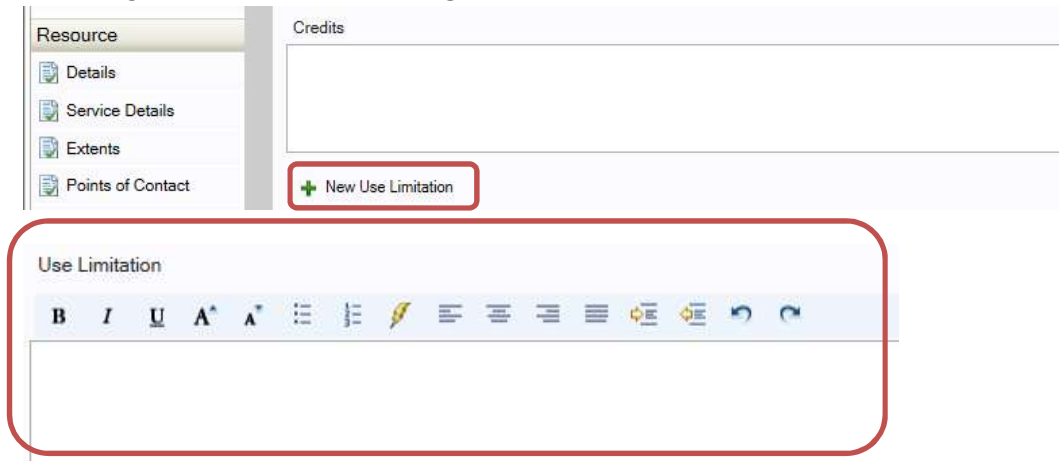 Resource
Credits
Details
Service Details
Extents
Points of Contact
New Use Limitation
Use Limitation
B I U A A